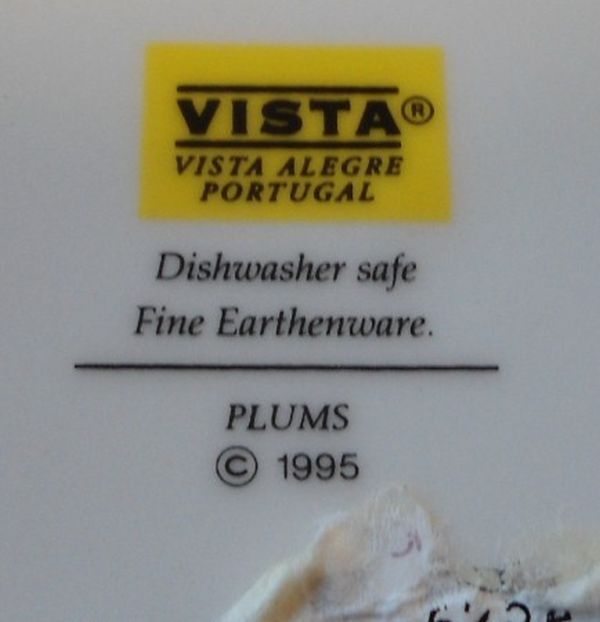 VISTA®
VISTA ALEGRE
PORTUGAL
Dishwasher safe
Fine Earthenware.
PLUMS
© 1995